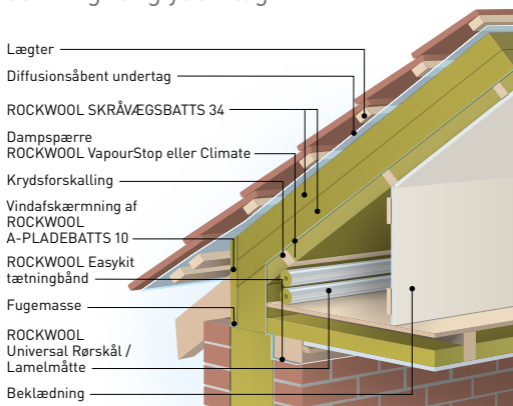 Lægter
Diffusionsåbent undertag
ROCKWOOL SKRÅVÆGSBATTS 34
Dampspærre
ROCKWOOL VapourStop eller Climate
Krydsforskalling
Vindafskærmning af
ROCKWOOL
A-PLADEBATTS 10
ROCKWOOL Easykit
tætningbånd
Fugemasse
ROCKWOOL
Universal Rørskål /
Lamelmåtte
Beklædning